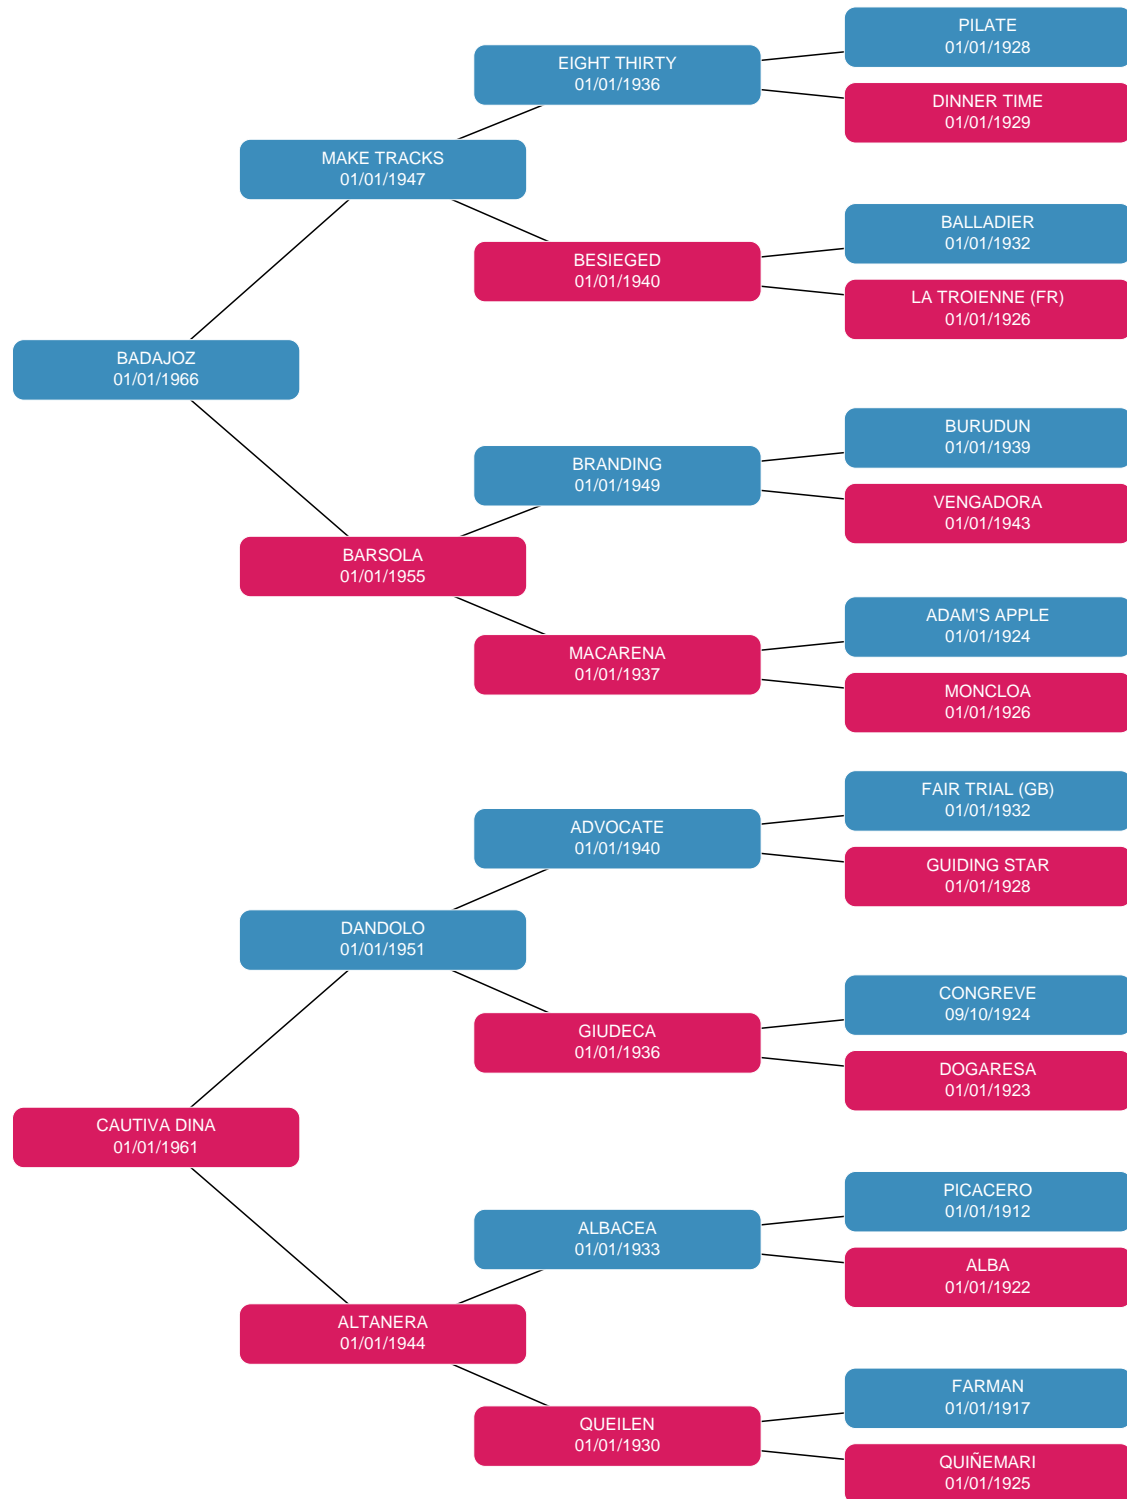 PILATE
01/01/1928
EIGHT THIRTY
01/01/1936
DINNER TIME
01/01/1929
MAKE TRACKS
01/01/1947
BALLADIER
01/01/1932
BESIEGED
01/01/1940
LA TROIENNE (FR)
01/01/1926
BADAJOZ
01/01/1966
BURUDUN
01/01/1939
BRANDING
01/01/1949
VENGADORA
01/01/1943
BARSOLA
01/01/1955
ADAM'S APPLE
01/01/1924
MACARENA
01/01/1937
MONCLOA
01/01/1926
FAIR TRIAL (GB)
01/01/1932
ADVOCATE
01/01/1940
GUIDING STAR
01/01/1928
DANDOLO
01/01/1951
CONGREVE
09/10/1924
GIUDECA
01/01/1936
DOGARESA
01/01/1923
CAUTIVA DINA
01/01/1961
PICACERO
01/01/1912
ALBACEA
01/01/1933
ALBA
01/01/1922
ALTANERA
01/01/1944
FARMAN
01/01/1917
QUEILEN
01/01/1930
QUIÑEMARI
01/01/1925